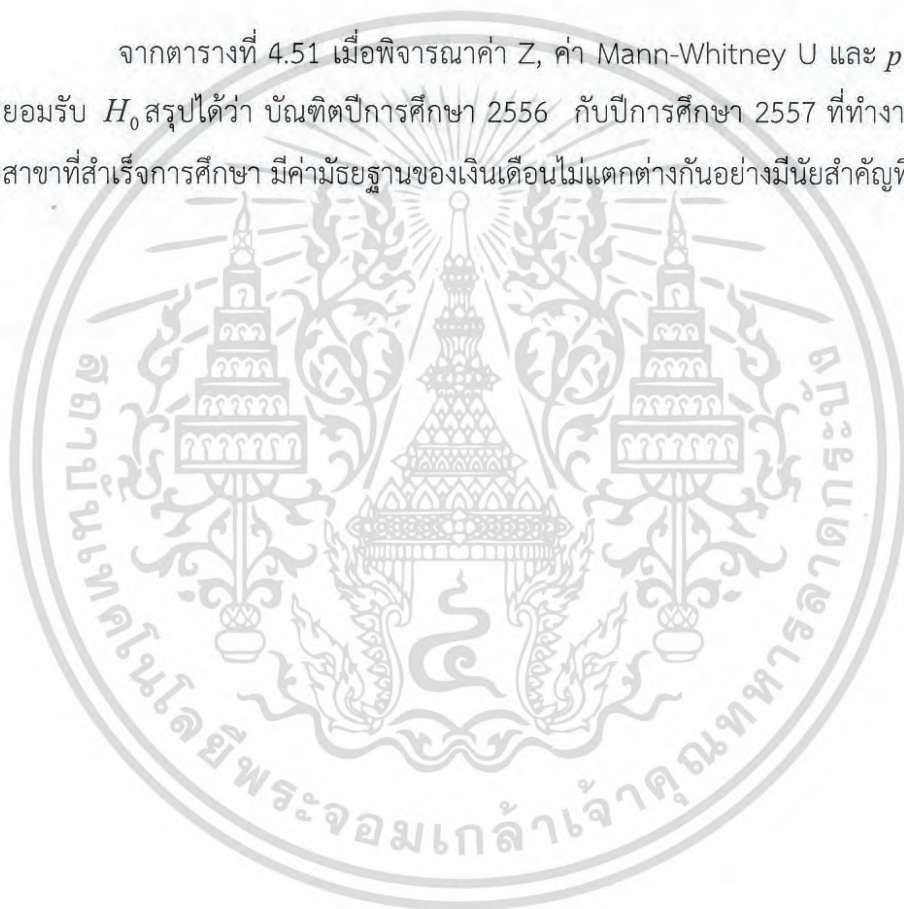 จากตารางที่ 4.51 เมื่อพิจารณาค่า Z, ค่า Mann-Whitney U และ p
ยอมรับ H₀ สรุปได้ว่า บัณฑิตปีการศึกษา 2556 กับปีการศึกษา 2557 ที่ทำงา
สาขาที่สำเร็จการศึกษา มีค่ามัธยฐานของเงินเดือนไม่แตกต่างกันอย่างมีนัยสำคัญที
สถาบันเทคโนโลยีพระจอมเกล้าเจ้าคุณทหารลาดกระบัง